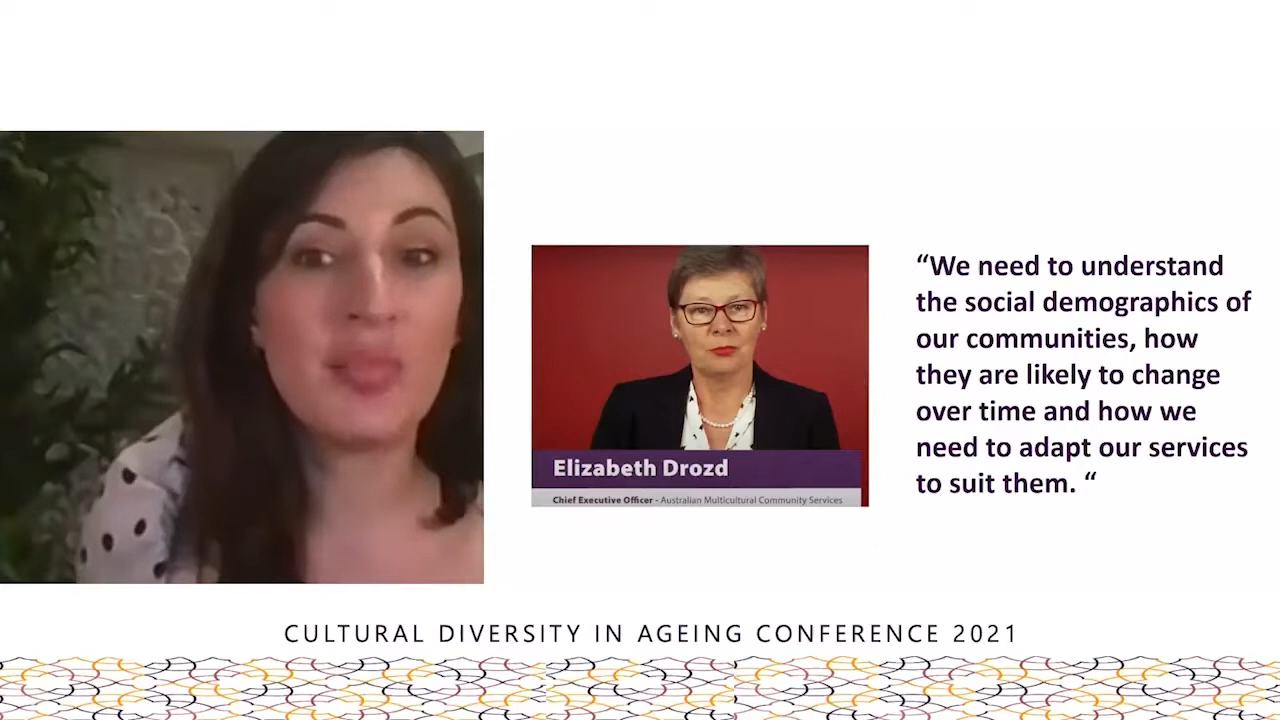 Elizabeth Drozd
Chief Executive Officer - Australian Multicultural Community Services
“We need to understand
the social demographics of
our communities, how
they are likely to change
over time and how we
need to adapt our services
to suit them. “
CULTURAL DIVERSITY IN AGEING CONFERENCE 2021